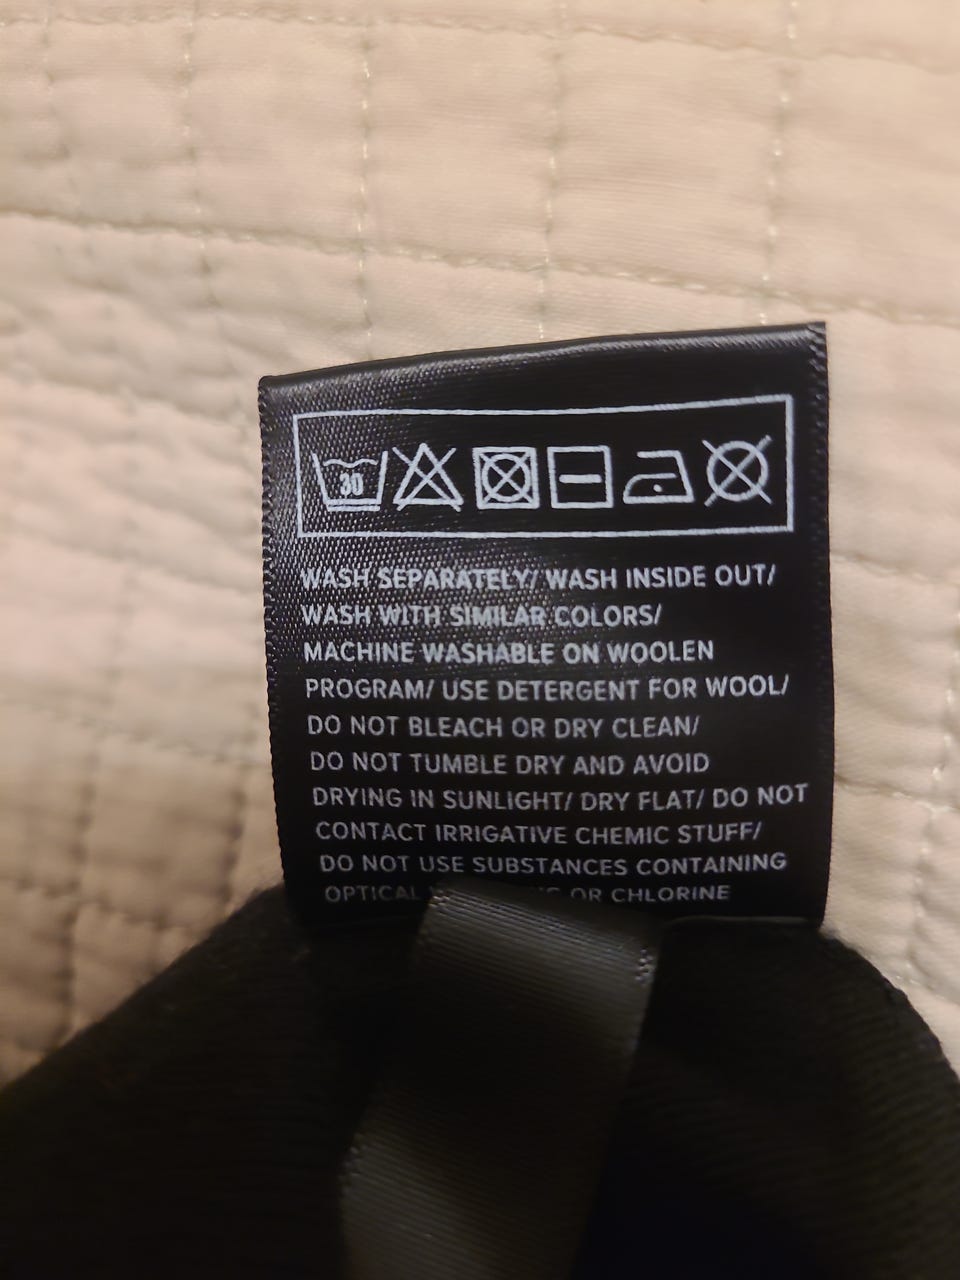 30
WASH SEPARATELY/ WASH INSIDE OUT/
WASH WITH SIMILAR COLORS/
MACHINE WASHABLE ON WOOLEN
PROGRAM/ USE DETERGENT FOR WOOL/
DO NOT BLEACH OR DRY CLEAN/
DO NOT TUMBLE DRY AND AVOID
DRYING IN SUNLIGHT/ DRY FLAT/ DO NOT
CONTACT IRRIGATIVE CHEMIC STUFF/
DO NOT USE SUBSTANCES CONTAINING
OPTICAL OR CHLORINE